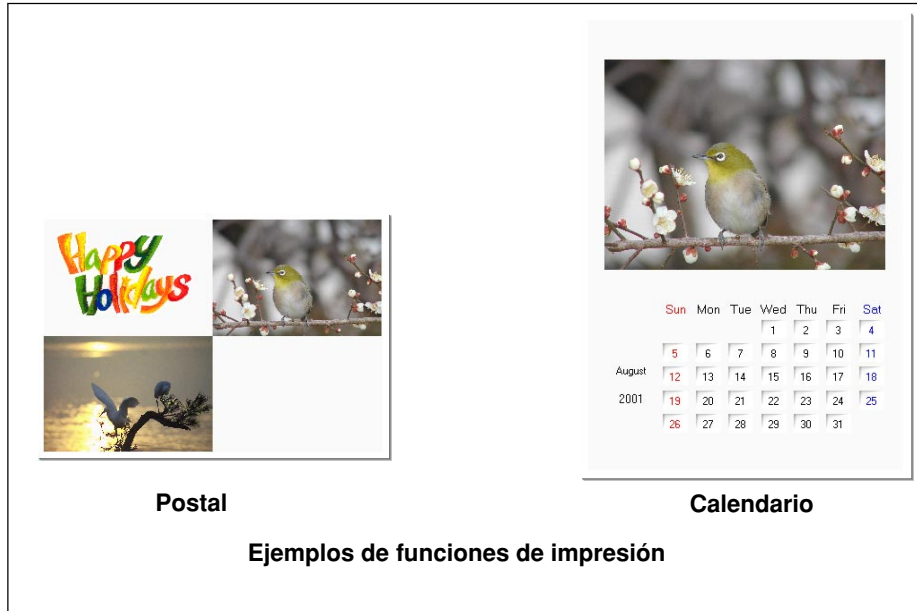 Happy
Holidays
Sun Mon Tue Wed Thu Fri Sat
1 2 3 4
5 6 7 8 9 10 11
August
12 13 14 15 16 17 18
2001
19 20 21 22 23 24 25
26 27 28 29 30 31
Postal
Calendario
Ejemplos de funciones de impresión